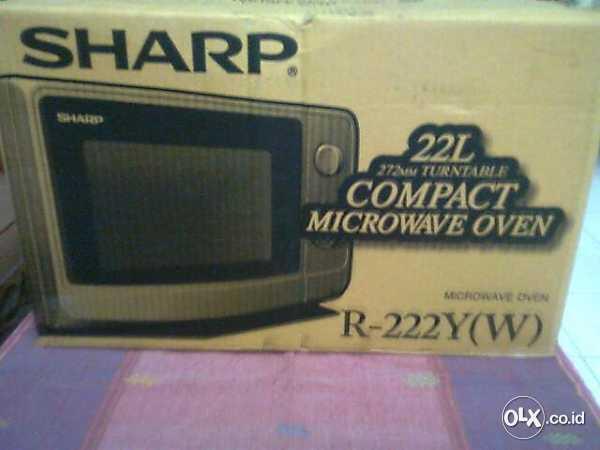 SHARP®
SHARP
22L
272MM TURNTABLE
COMPACT
MICROWAVE OVEN
MICROWAVE OVEN
R-222Y(W)
OLX.co.id